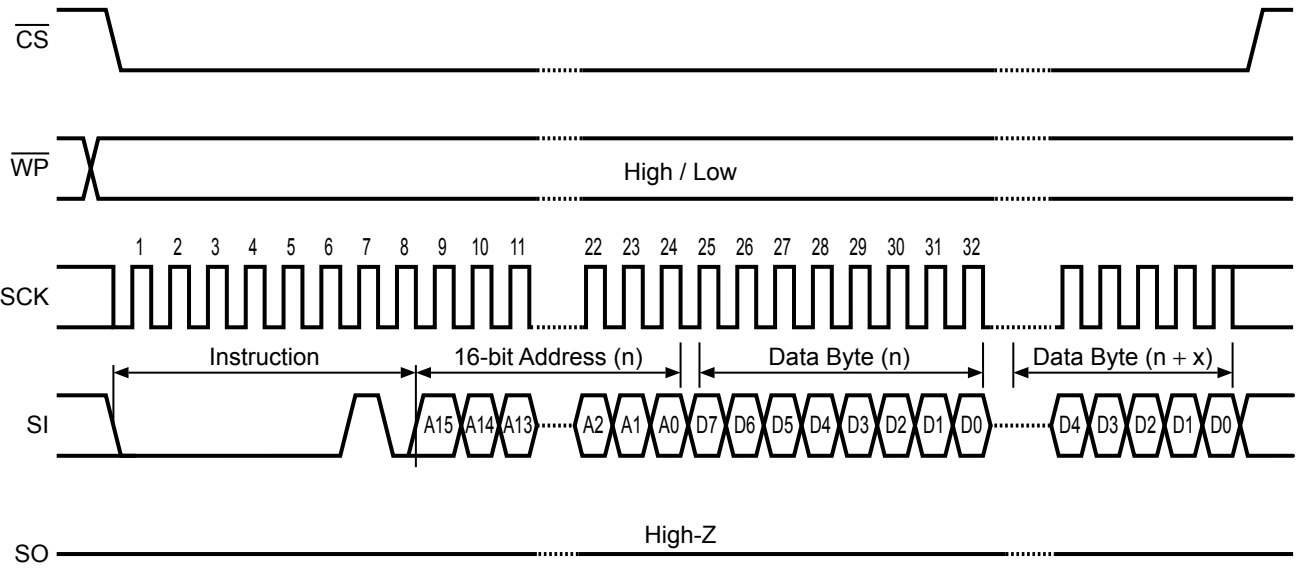 CS
WP
High / Low
1 2 3 4 5 6 7 8 9 10 11 22 23 24 25 26 27 28 29 30 31 32
SCK
Instruction 16-bit Address (n) Data Byte (n) Data Byte (n + x)
SI A15 A14 A13 A2 A1 A0 D7 D6 D5 D4 D3 D2 D1 D0 D4 D3 D2 D1 D0
High-Z
SO